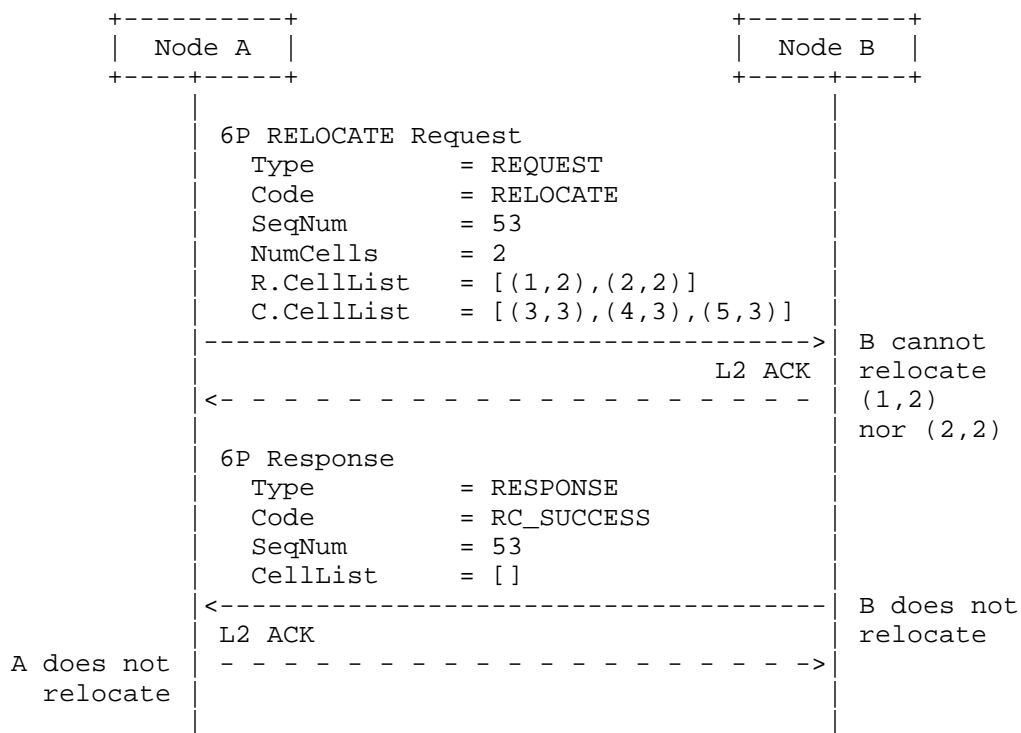 Node A Node B
6P RELOCATE Request
Type = REQUEST
Code = RELOCATE
SeqNum = 53
NumCells = 2
R.CellList = [(1,2),(2,2)]
C.CellList = [(3,3),(4,3),(5,3)]
B cannot
L2 ACK relocate
(1,2)
nor (2,2)
6P Response
Type = RESPONSE
Code = RC_SUCCESS
SeqNum = 53
CellList = []
B does not
L2 ACK relocate
A does not
relocate